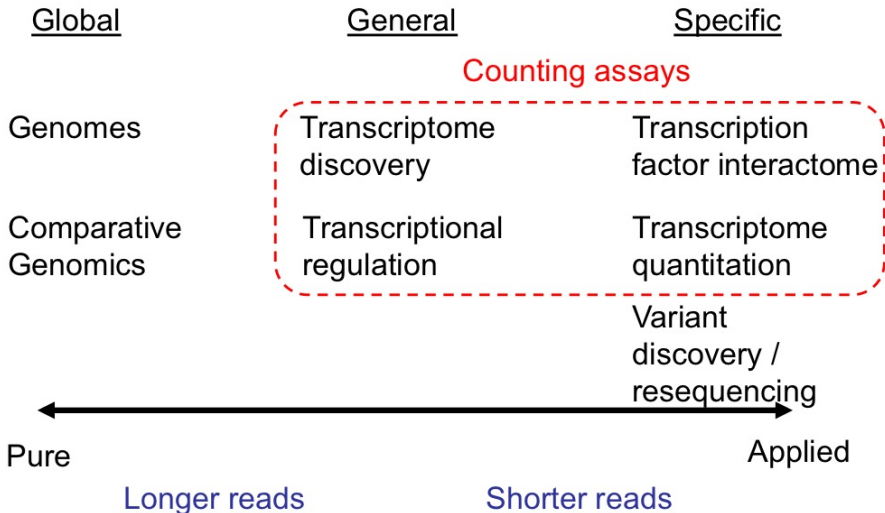 Global General Specific
Counting assays
Genomes
Transcriptome
discovery
Transcription
factor interactome
Comparative
Genomics
Transcriptional
regulation
Transcriptome
quantitation
Variant
discovery /
resequencing
Pure
Applied
Longer reads
Shorter reads